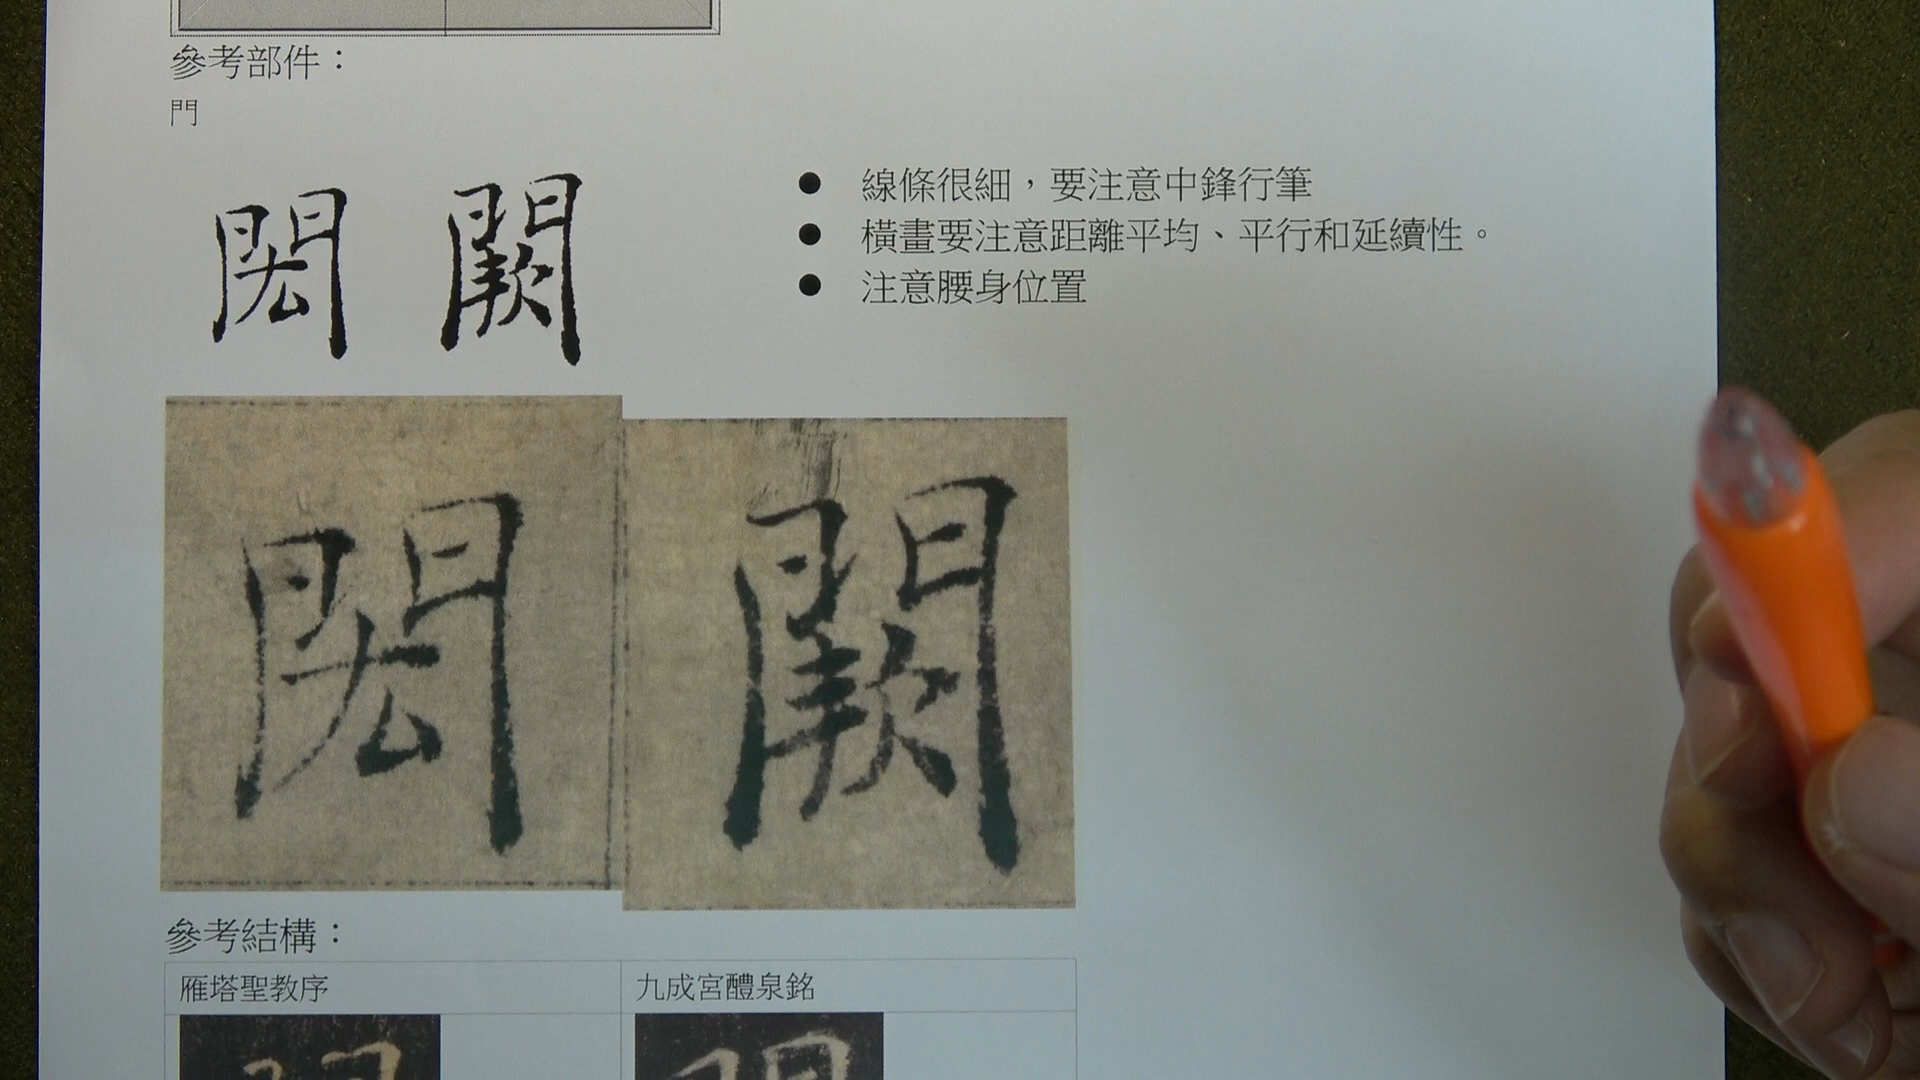 參考部件：
門
閎 闕
線條很細，要注意中鋒行筆
橫畫要注意距離平均、平行和延續性。
注意腰身位置
閎 闕
參考結構：
雁塔聖教序 九成宮醴泉銘